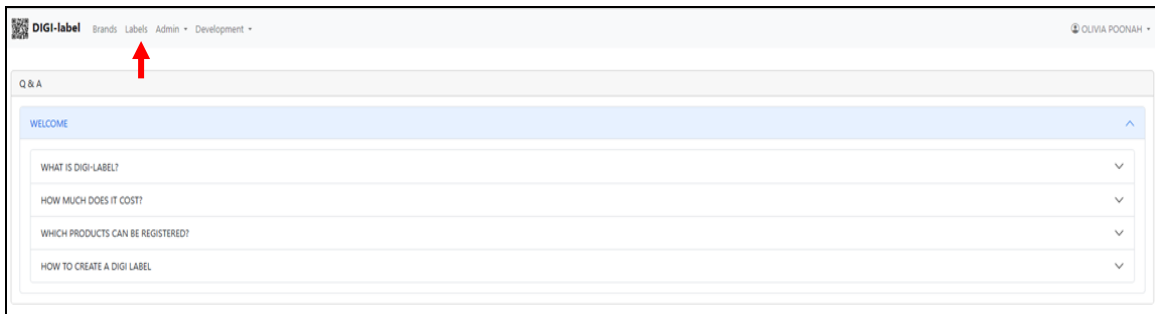 DIGI-label Brands Labels Admin Development OLIVIA POONAH
Q & A
WELCOME
WHAT IS DIGI-LABEL?
HOW MUCH DOES IT COST?
WHICH PRODUCTS CAN BE REGISTERED?
HOW TO CREATE A DIGI LABEL